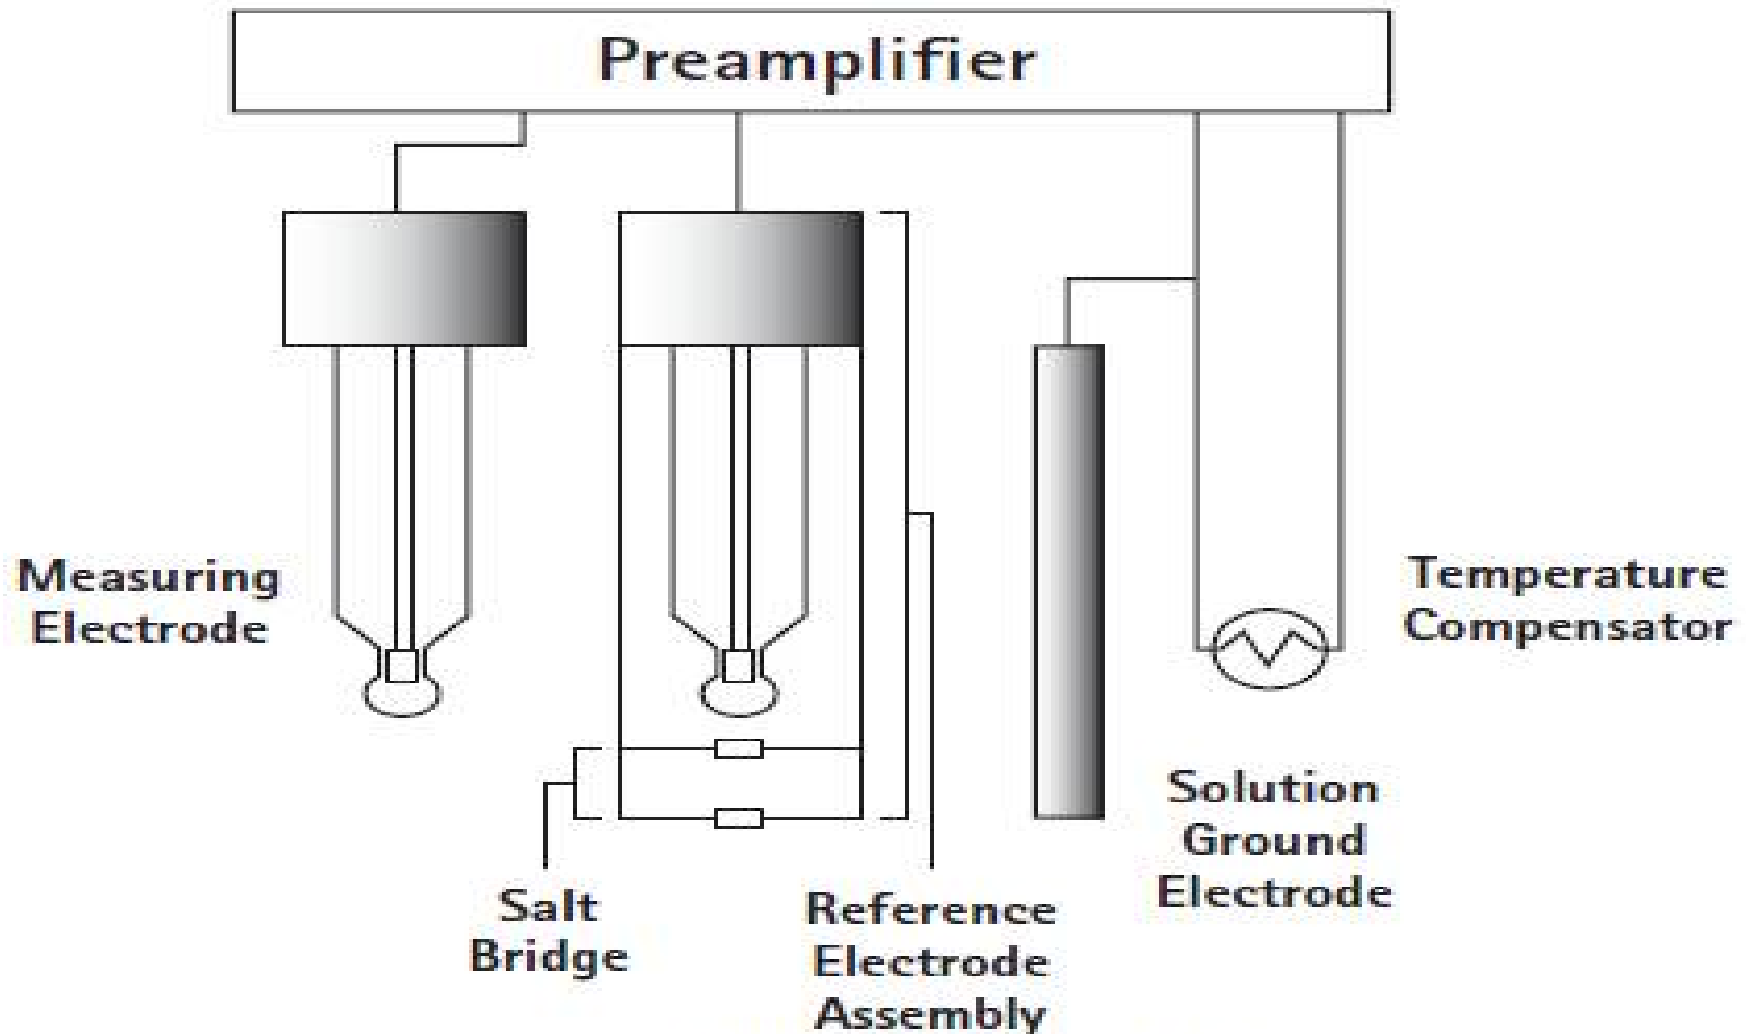 Preamplifier
Measuring
Electrode
Temperature
Compensator
Solution
Ground
Electrode
Salt
Bridge
Reference
Electrode
Assembly